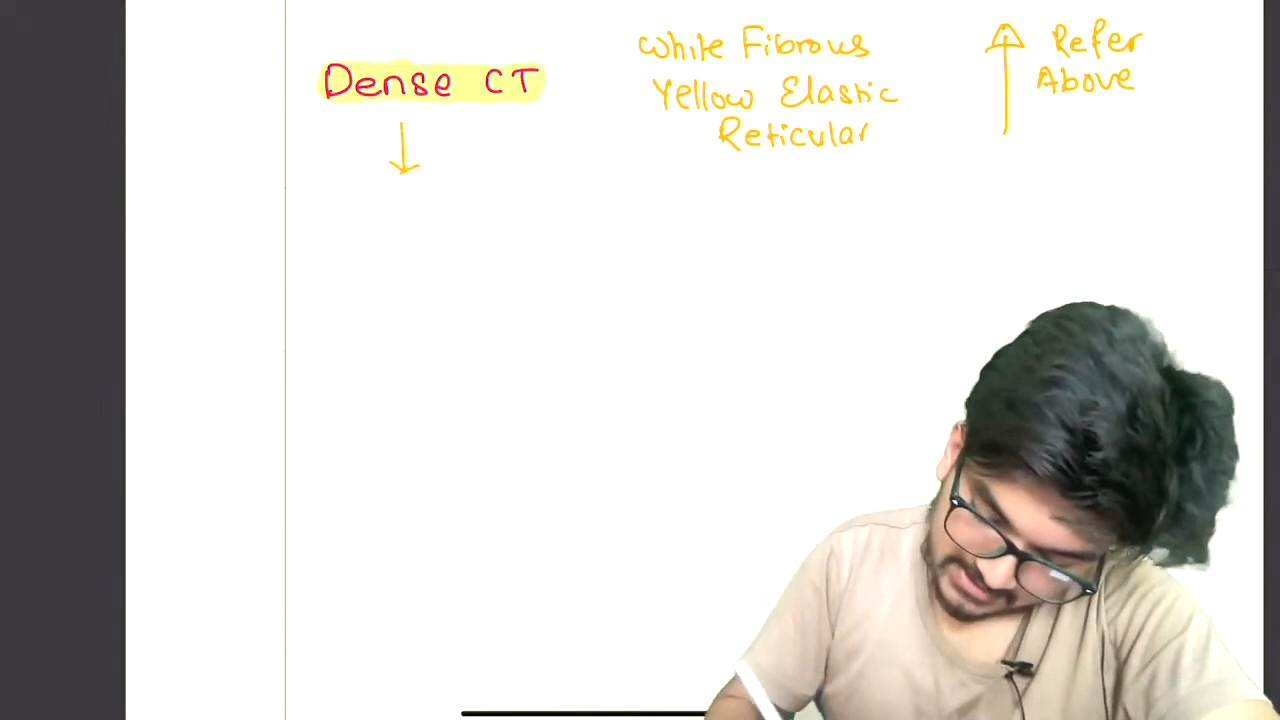 Dense CT
White Fibrous
Yellow Elastic
Reticular
Refer
Above